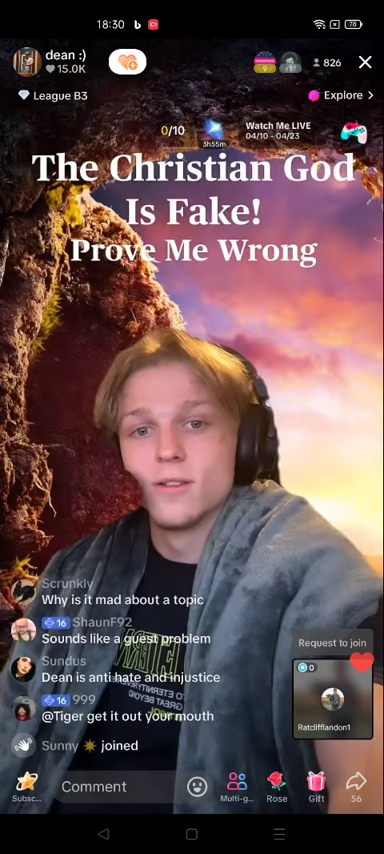 18:30
78
dean :)
15.0K
826
League B3
Explore >
0/10
3h55m
Watch Me LIVE
04/10 - 04/23
The Christian God
Is Fake!
Prove Me Wrong
Scrunkly
Why is it mad about a topic
16 ShaunF92
Sounds like a guest problem
Sundus
Dean is anti hate and injustice
16 999
@Tiger get it out your mouth
Sunny joined
Request to join
0
Ratclifflandon1
Subsc...
Comment
Multi-g...
Rose
Gift
56